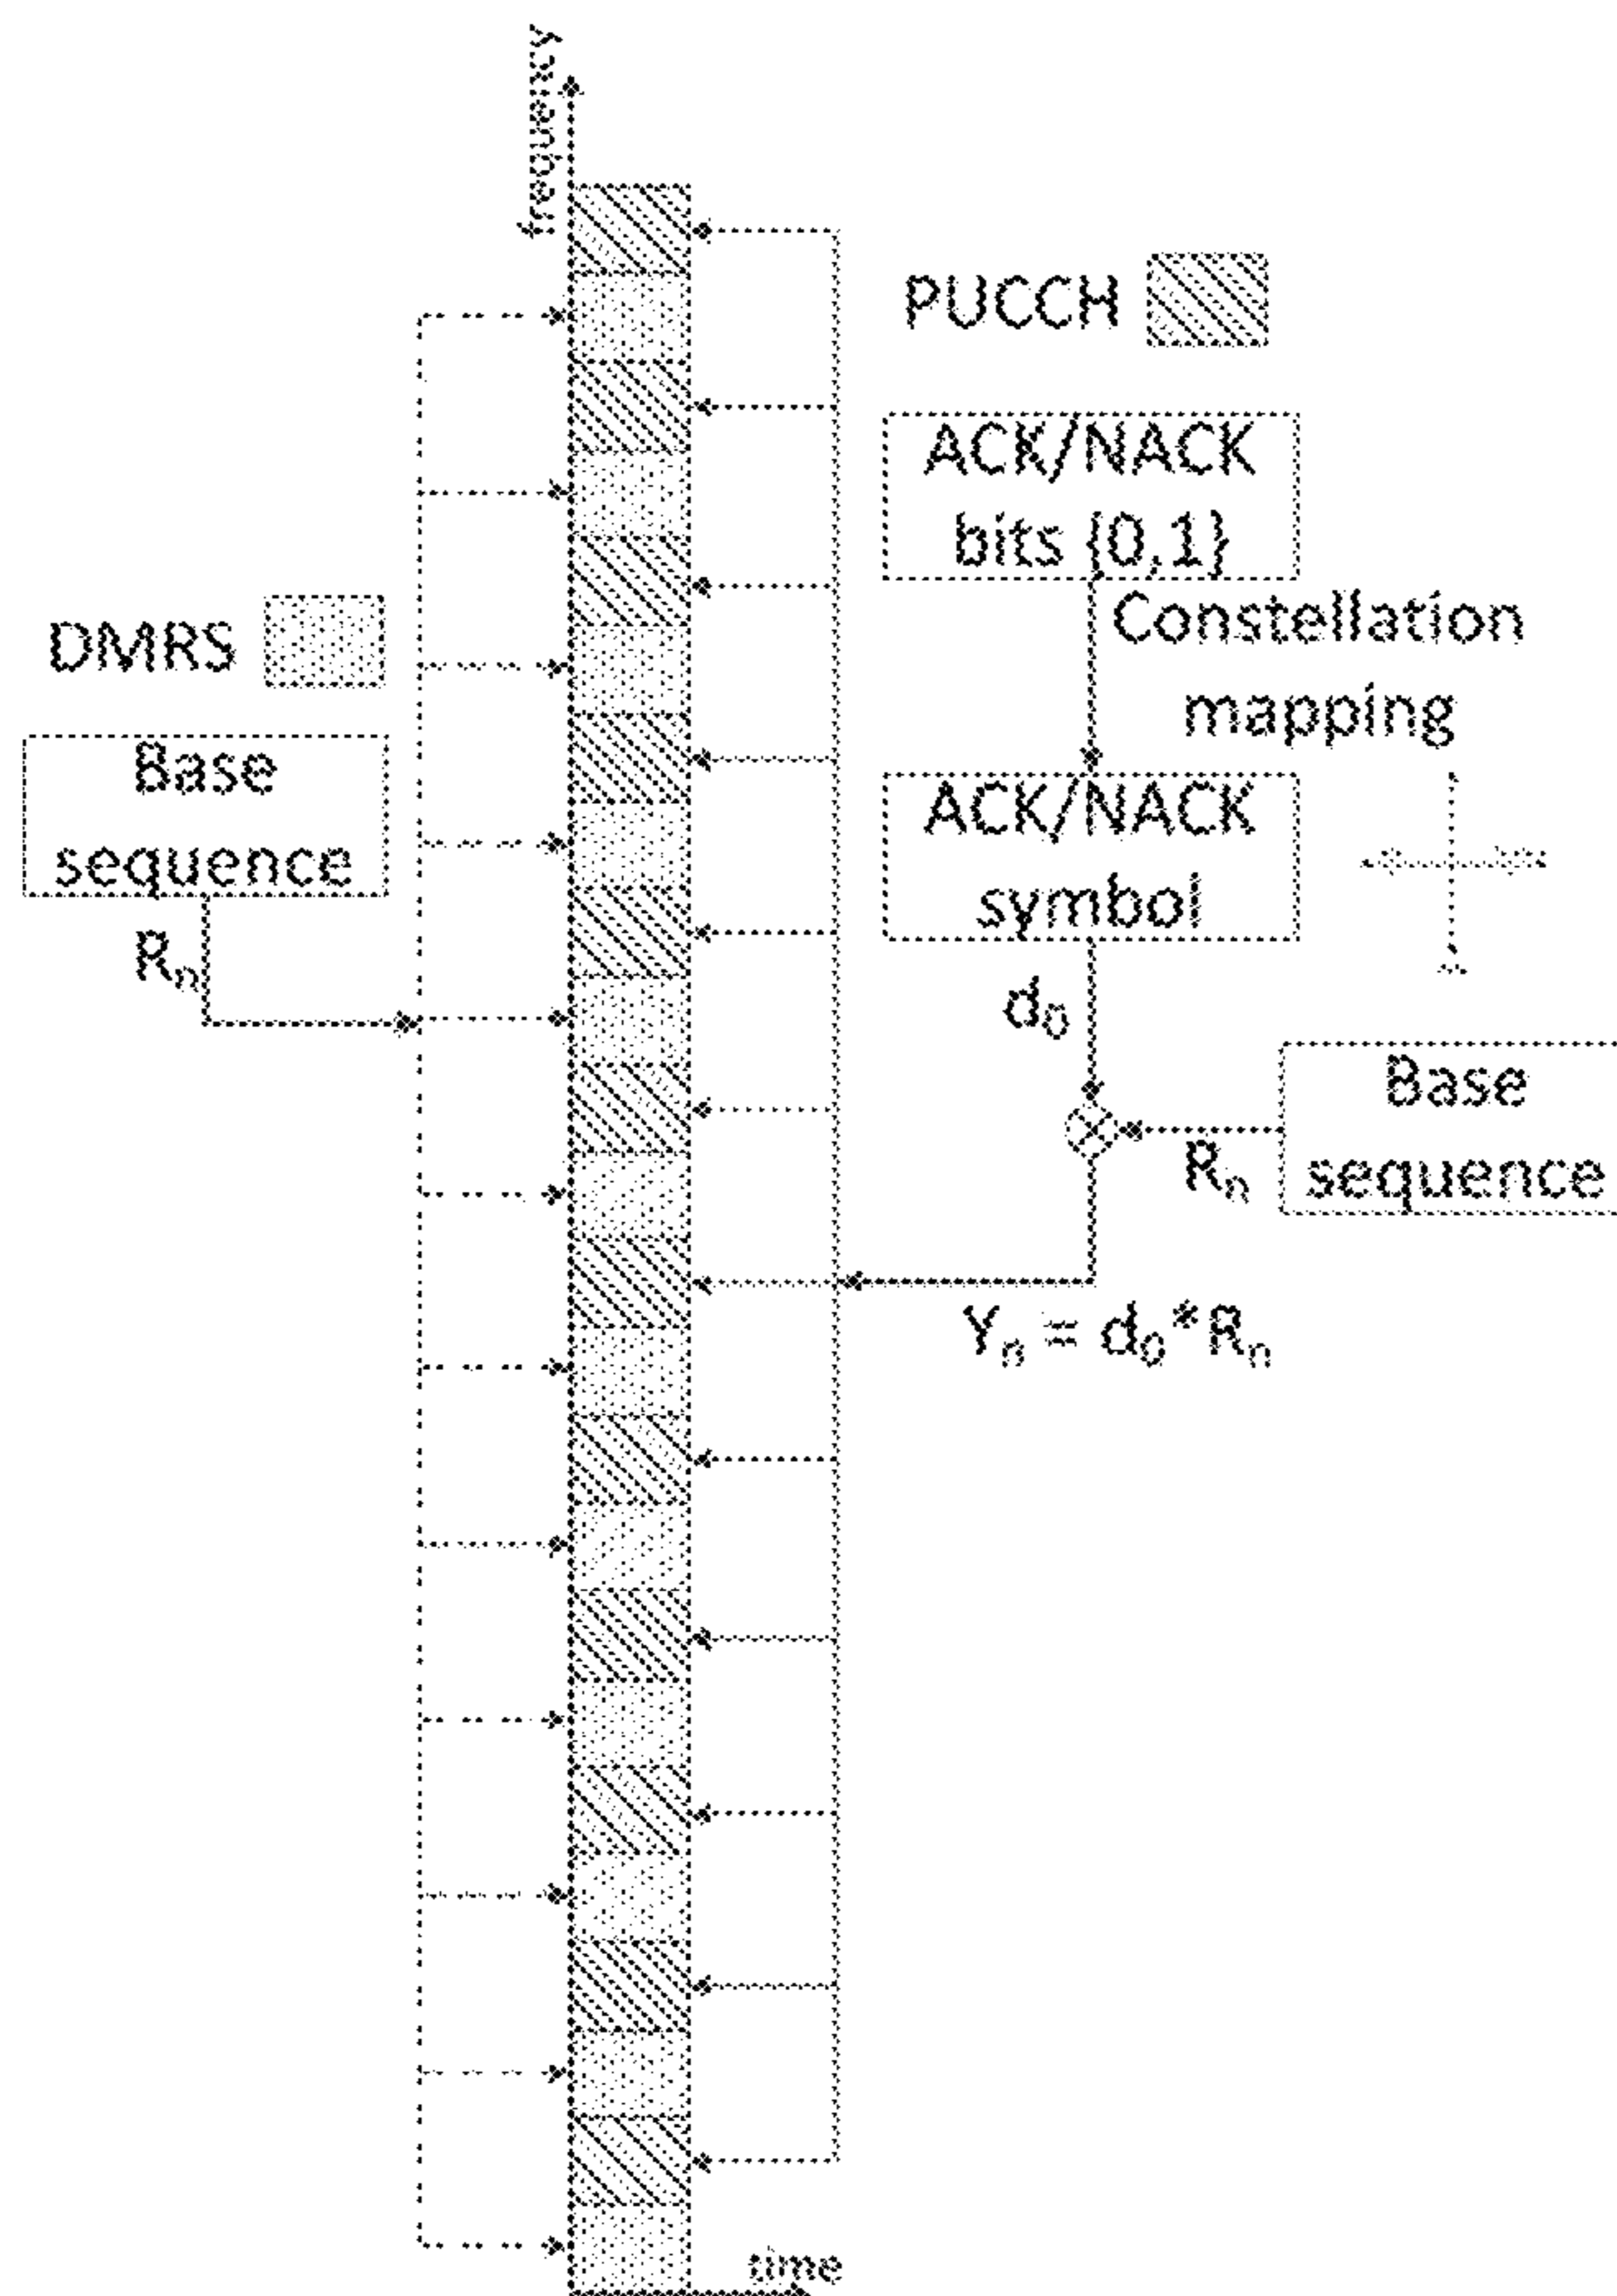 frequency
PUCCH
ACK/NACK
bits {0,1}
Constellation
mapping
DMRS
Base
sequence
ACK/NACK
symbol
Rₙ
d₀
Base
sequence
Rₙ
Yₙ = d₀*Rₙ
time